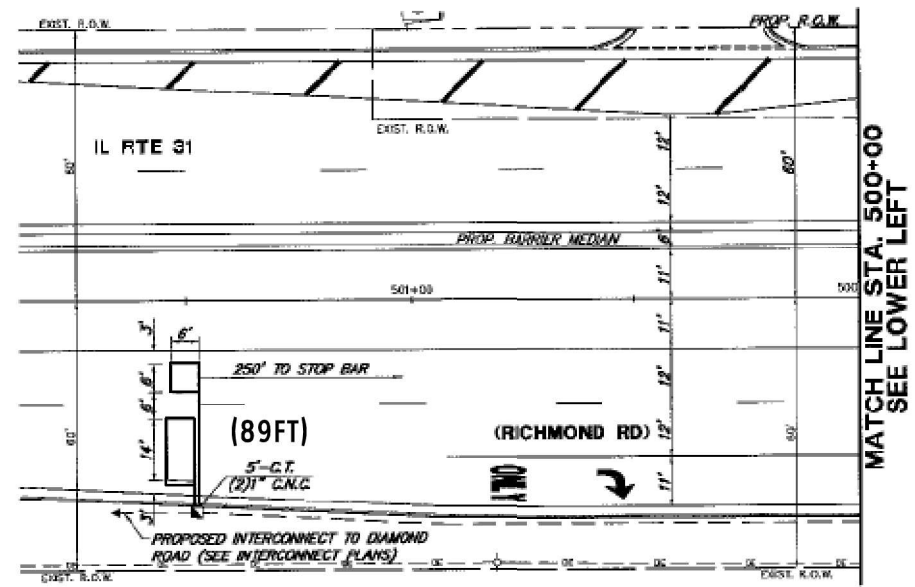 EXIST. R.O.W.
PROP. R.O.W.
EXIST. R.O.W.
IL RTE 31
60'
12'
60'
12'
6'
PROP. BARRIER MEDIAN
11'
501+00
500
11'
3'
6'
250' TO STOP BAR
6'
12'
6'
(89FT)
(RICHMOND RD)
12'
60'
14'
60'
5'-G.T.
(2)1" C.N.C.
ONLY
11'
3'
PROPOSED INTERCONNECT TO DIAMOND
ROAD (SEE INTERCONNECT PLANS)
EXIST. R.O.W.
EXIST. R.O.W.
MATCH LINE STA. 500+00
SEE LOWER LEFT